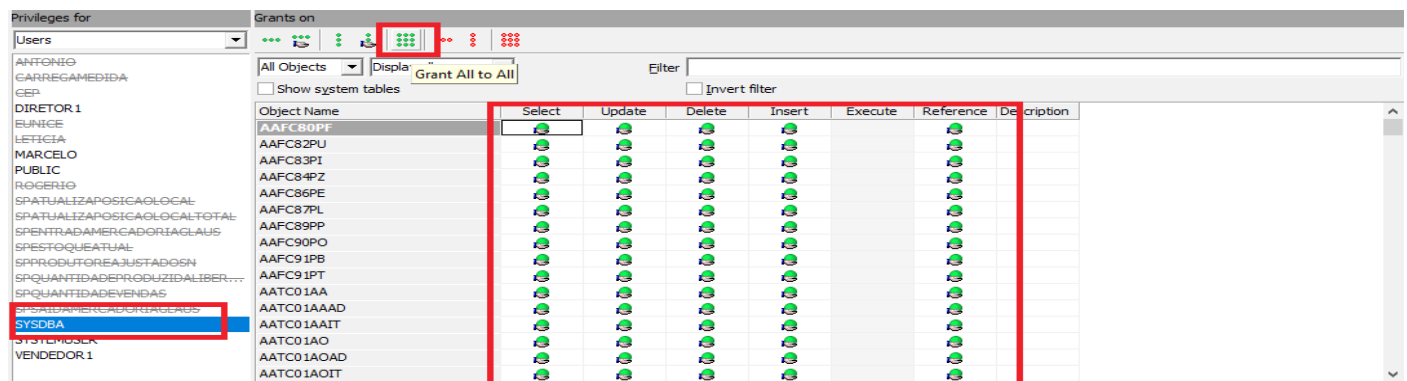 Privileges for
Grants on
Users
All Objects
Grant All to All
Filter
Show system tables
Invert filter
ANTONIO
CARREGAMEDIDA
CEP
DIRETOR1
EUNICE
LETICIA
MARCELO
PUBLIC
ROGERIO
SPATUALIZAPOSICAOLOCAL
SPATUALIZAPOSICAOLOCALTOTAL
SPENTRADAMERCADORIAGLAUS
SPESTOQUEATUAL
SPPRODUTOREAJUSTADOSN
SPQUANTIDADEPRODUZIDALIBER...
SPQUANTIDADEVENDAS
SPSAIDAMERCADORIAGLAUS
SYSDBA
SYSTEMUSER
VENDEDOR1
Object Name Select Update Delete Insert Execute Reference Description
AAFC80PF
AAFC82PU
AAFC83PI
AAFC84PZ
AAFC86PE
AAFC87PL
AAFC89PP
AAFC90PO
AAFC91PB
AAFC91PT
AATC01AA
AATC01AAAD
AATC01AAIT
AATC01AO
AATC01AOAD
AATC01AOIT